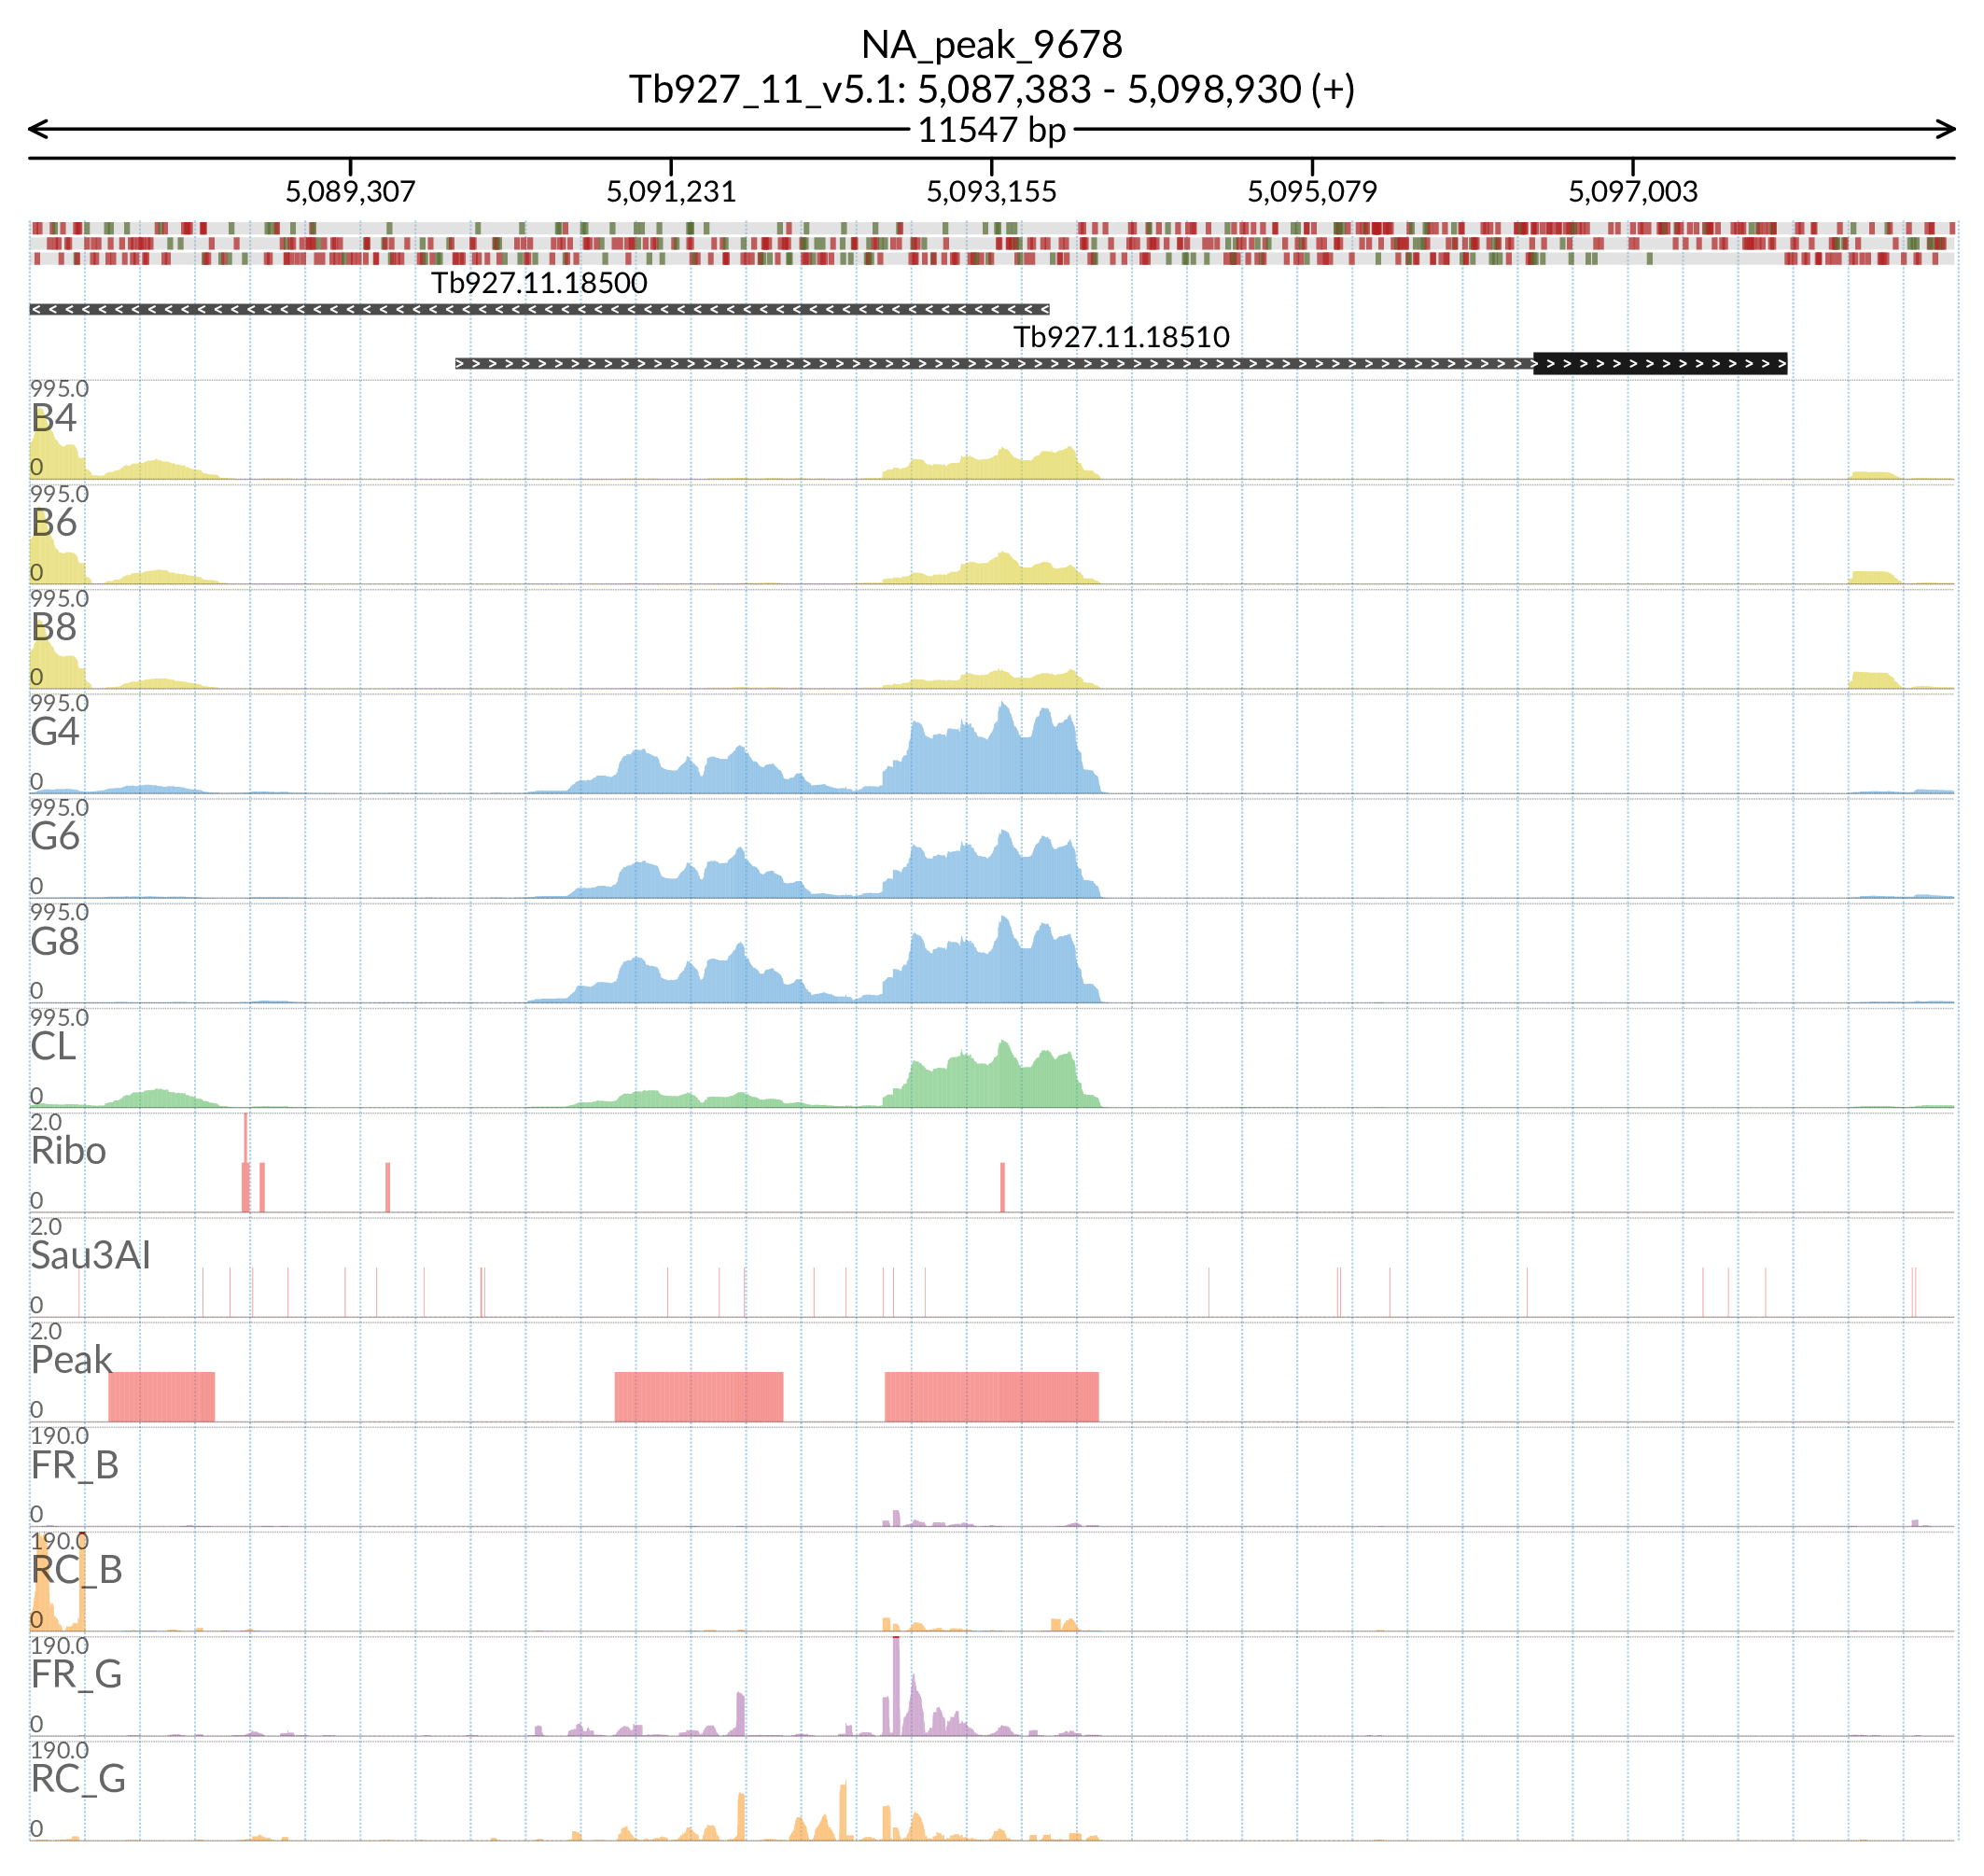 NA_peak_9678
Tb927_11_v5.1: 5,087,383 - 5,098,930 (+)
11547 bp
5,089,307 5,091,231 5,093,155 5,095,079 5,097,003
Tb927.11.18500
Tb927.11.18510
995.0
B4
0
995.0
B6
0
995.0
B8
0
995.0
G4
0
995.0
G6
0
995.0
G8
0
995.0
CL
0
2.0
Ribo
0
2.0
Sau3AI
0
2.0
Peak
0
190.0
FR_B
0
190.0
RC_B
0
190.0
FR_G
0
190.0
RC_G
0